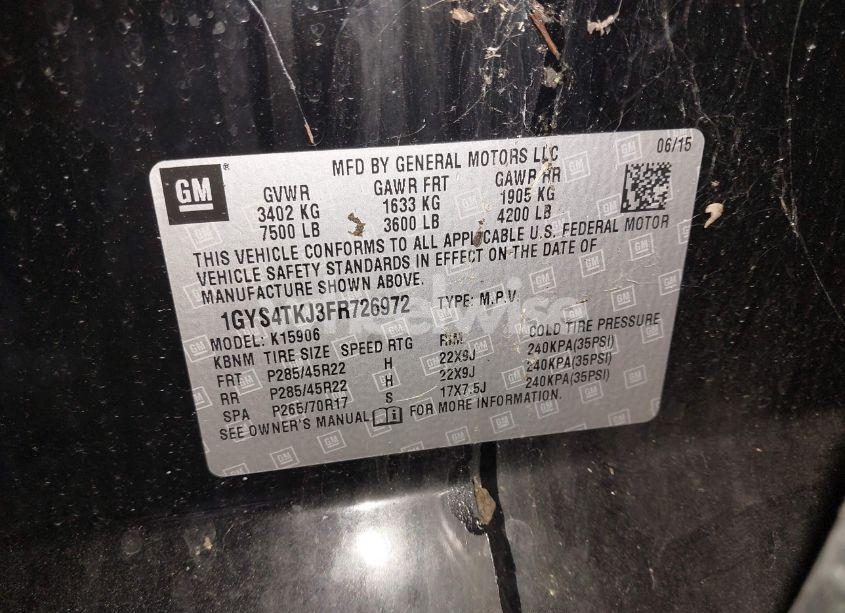 MFD BY GENERAL MOTORS LLC 06/15
GM®
GVWR GAWR FRT GAWR RR
3402 KG 1633 KG 1905 KG
7500 LB 3600 LB 4200 LB
THIS VEHICLE CONFORMS TO ALL APPLICABLE U.S. FEDERAL MOTOR
VEHICLE SAFETY STANDARDS IN EFFECT ON THE DATE OF
MANUFACTURE SHOWN ABOVE.
1GYS4TKJ3FR726972 TYPE: M.P.V.
MODEL: K15906
KBNM TIRE SIZE SPEED RTG RIM COLD TIRE PRESSURE
FRT P285/45R22 H 22X9J 240KPA(35PSI)
RR P285/45R22 H 22X9J 240KPA(35PSI)
SPA P265/70R17 S 17X7.5J 240KPA(35PSI)
SEE OWNER'S MANUAL FOR MORE INFORMATION.